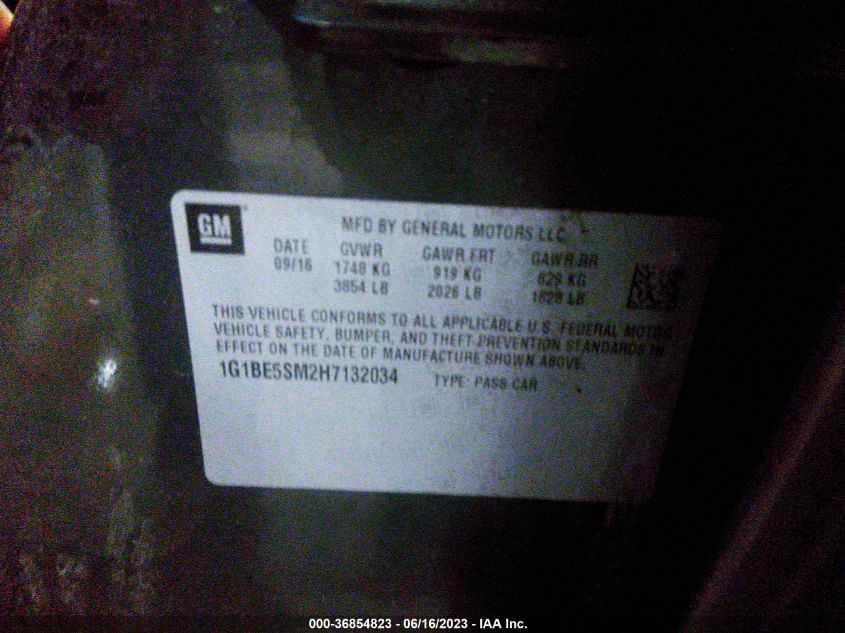 GM
MFD BY GENERAL MOTORS LLC
DATE GVWR GAWR FRT GAWR RR
09/16 1748 KG 919 KG 829 KG
3854 LB 2026 LB 1828 LB
THIS VEHICLE CONFORMS TO ALL APPLICABLE U.S. FEDERAL MOTOR
VEHICLE SAFETY, BUMPER, AND THEFT-PREVENTION STANDARDS IN
EFFECT ON THE DATE OF MANUFACTURE SHOWN ABOVE.
1G1BE5SM2H7132034 TYPE: PASS CAR
000-36854823 - 06/16/2023 - IAA Inc.